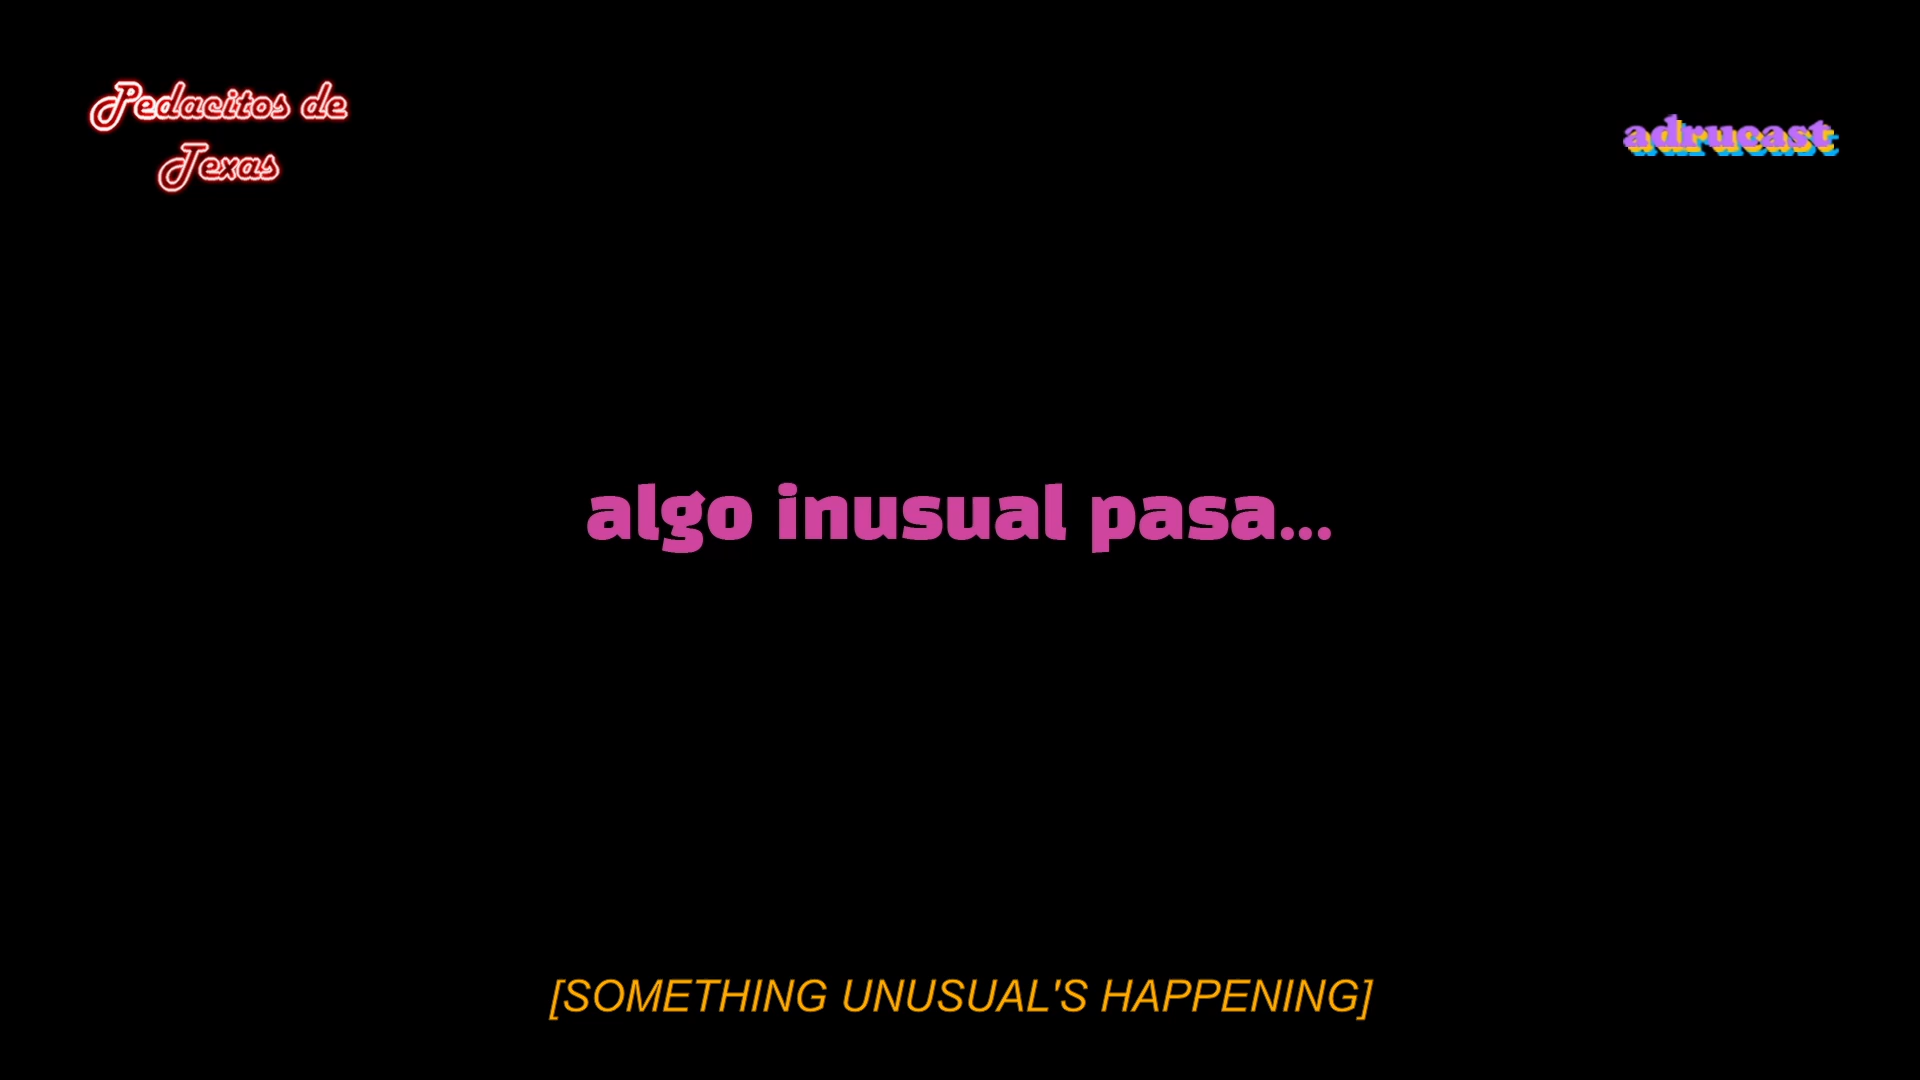 Pedacitos de
Texas
adrucast
algo inusual pasa...
[SOMETHING UNUSUAL'S HAPPENING]